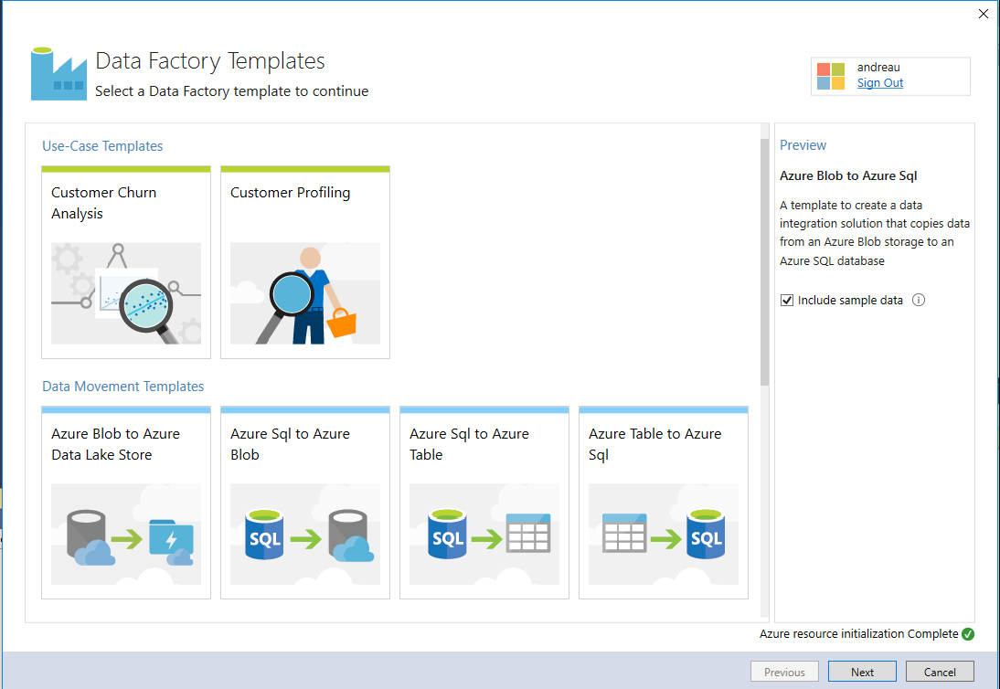 Data Factory Templates
Select a Data Factory template to continue
andreau
Sign Out
Use-Case Templates
Customer Churn
Analysis
Customer Profiling
Data Movement Templates
Azure Blob to Azure
Data Lake Store
Azure Sql to Azure
Blob
SQL
Azure Sql to Azure
Table
SQL
Azure Table to Azure
Sql
SQL
Preview
Azure Blob to Azure Sql
A template to create a data
integration solution that copies data
from an Azure Blob storage to an
Azure SQL database
Include sample data
Azure resource initialization Complete
Previous
Next
Cancel